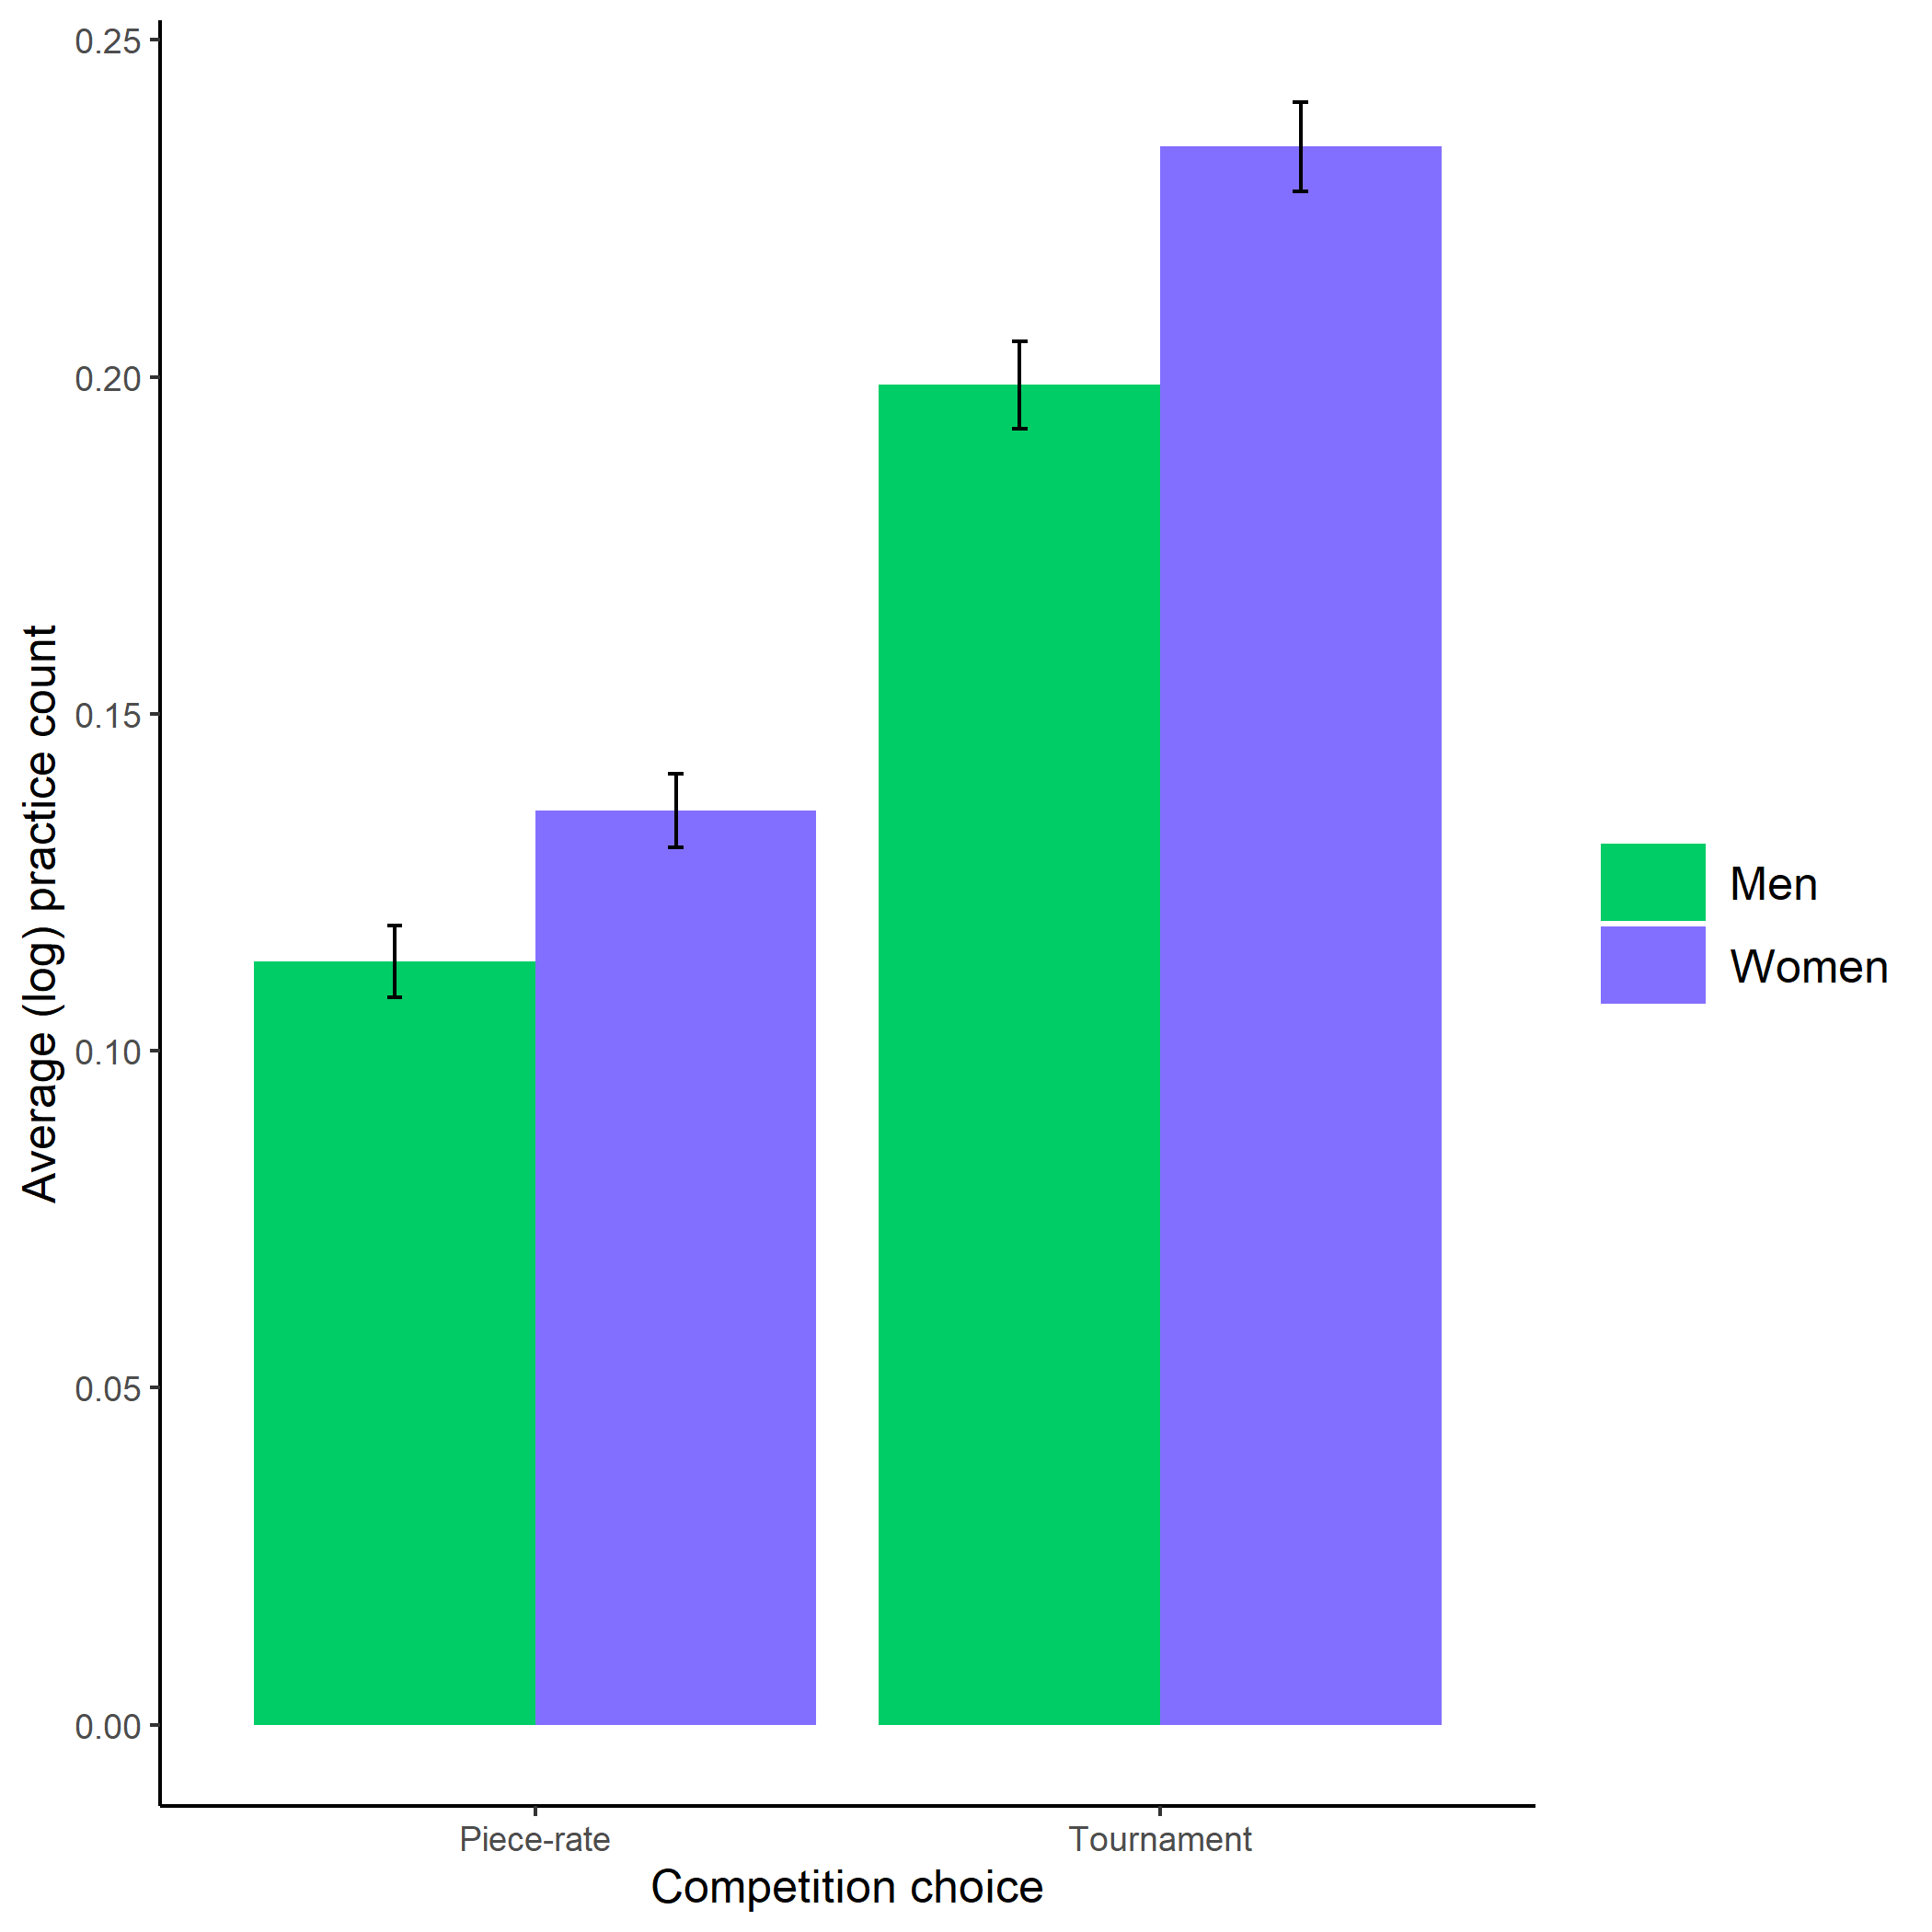 Average (log) practice count
0.25
0.20
0.15
0.10
0.05
0.00
Piece-rate
Tournament
Competition choice
Men
Women